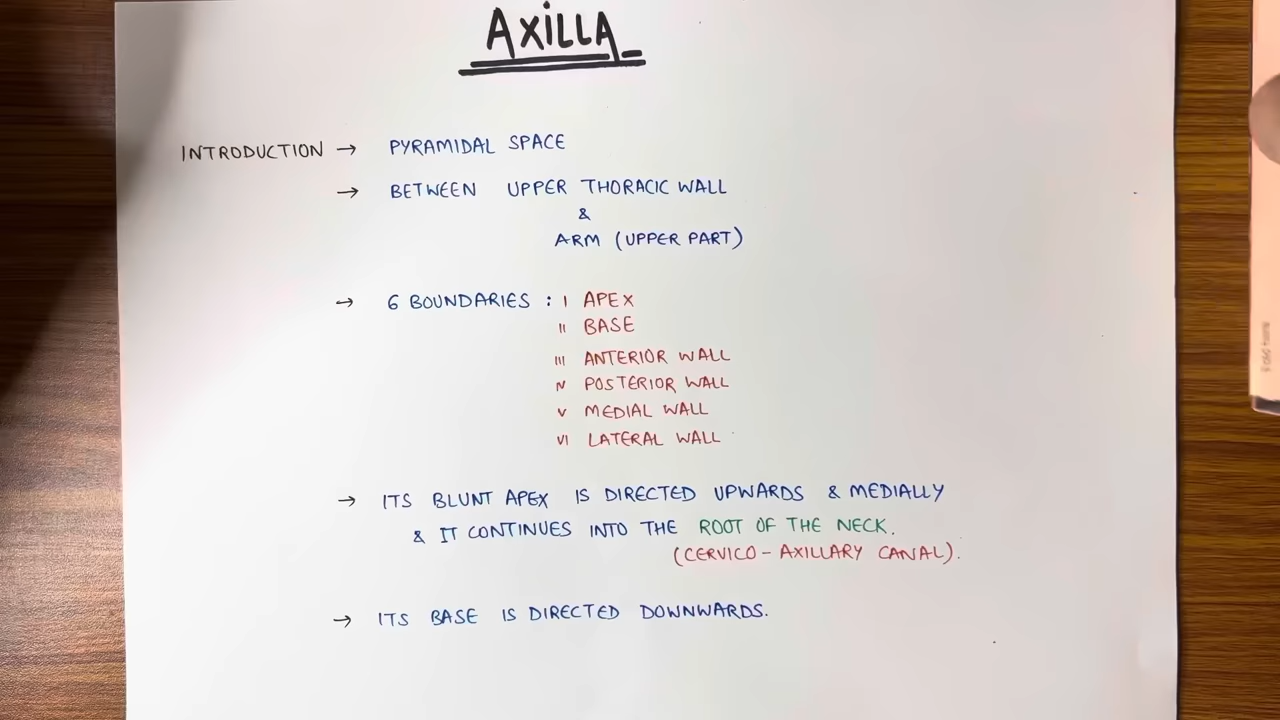 AXILLA
INTRODUCTION → PYRAMIDAL SPACE
→ BETWEEN UPPER THORACIC WALL
&
ARM (UPPER PART)
→ 6 BOUNDARIES : I APEX
II BASE
III ANTERIOR WALL
IV POSTERIOR WALL
V MEDIAL WALL
VI LATERAL WALL
→ ITS BLUNT APEX IS DIRECTED UPWARDS & MEDIALLY
& IT CONTINUES INTO THE ROOT OF THE NECK.
(CERVICO - AXILLARY CANAL).
→ ITS BASE IS DIRECTED DOWNWARDS.